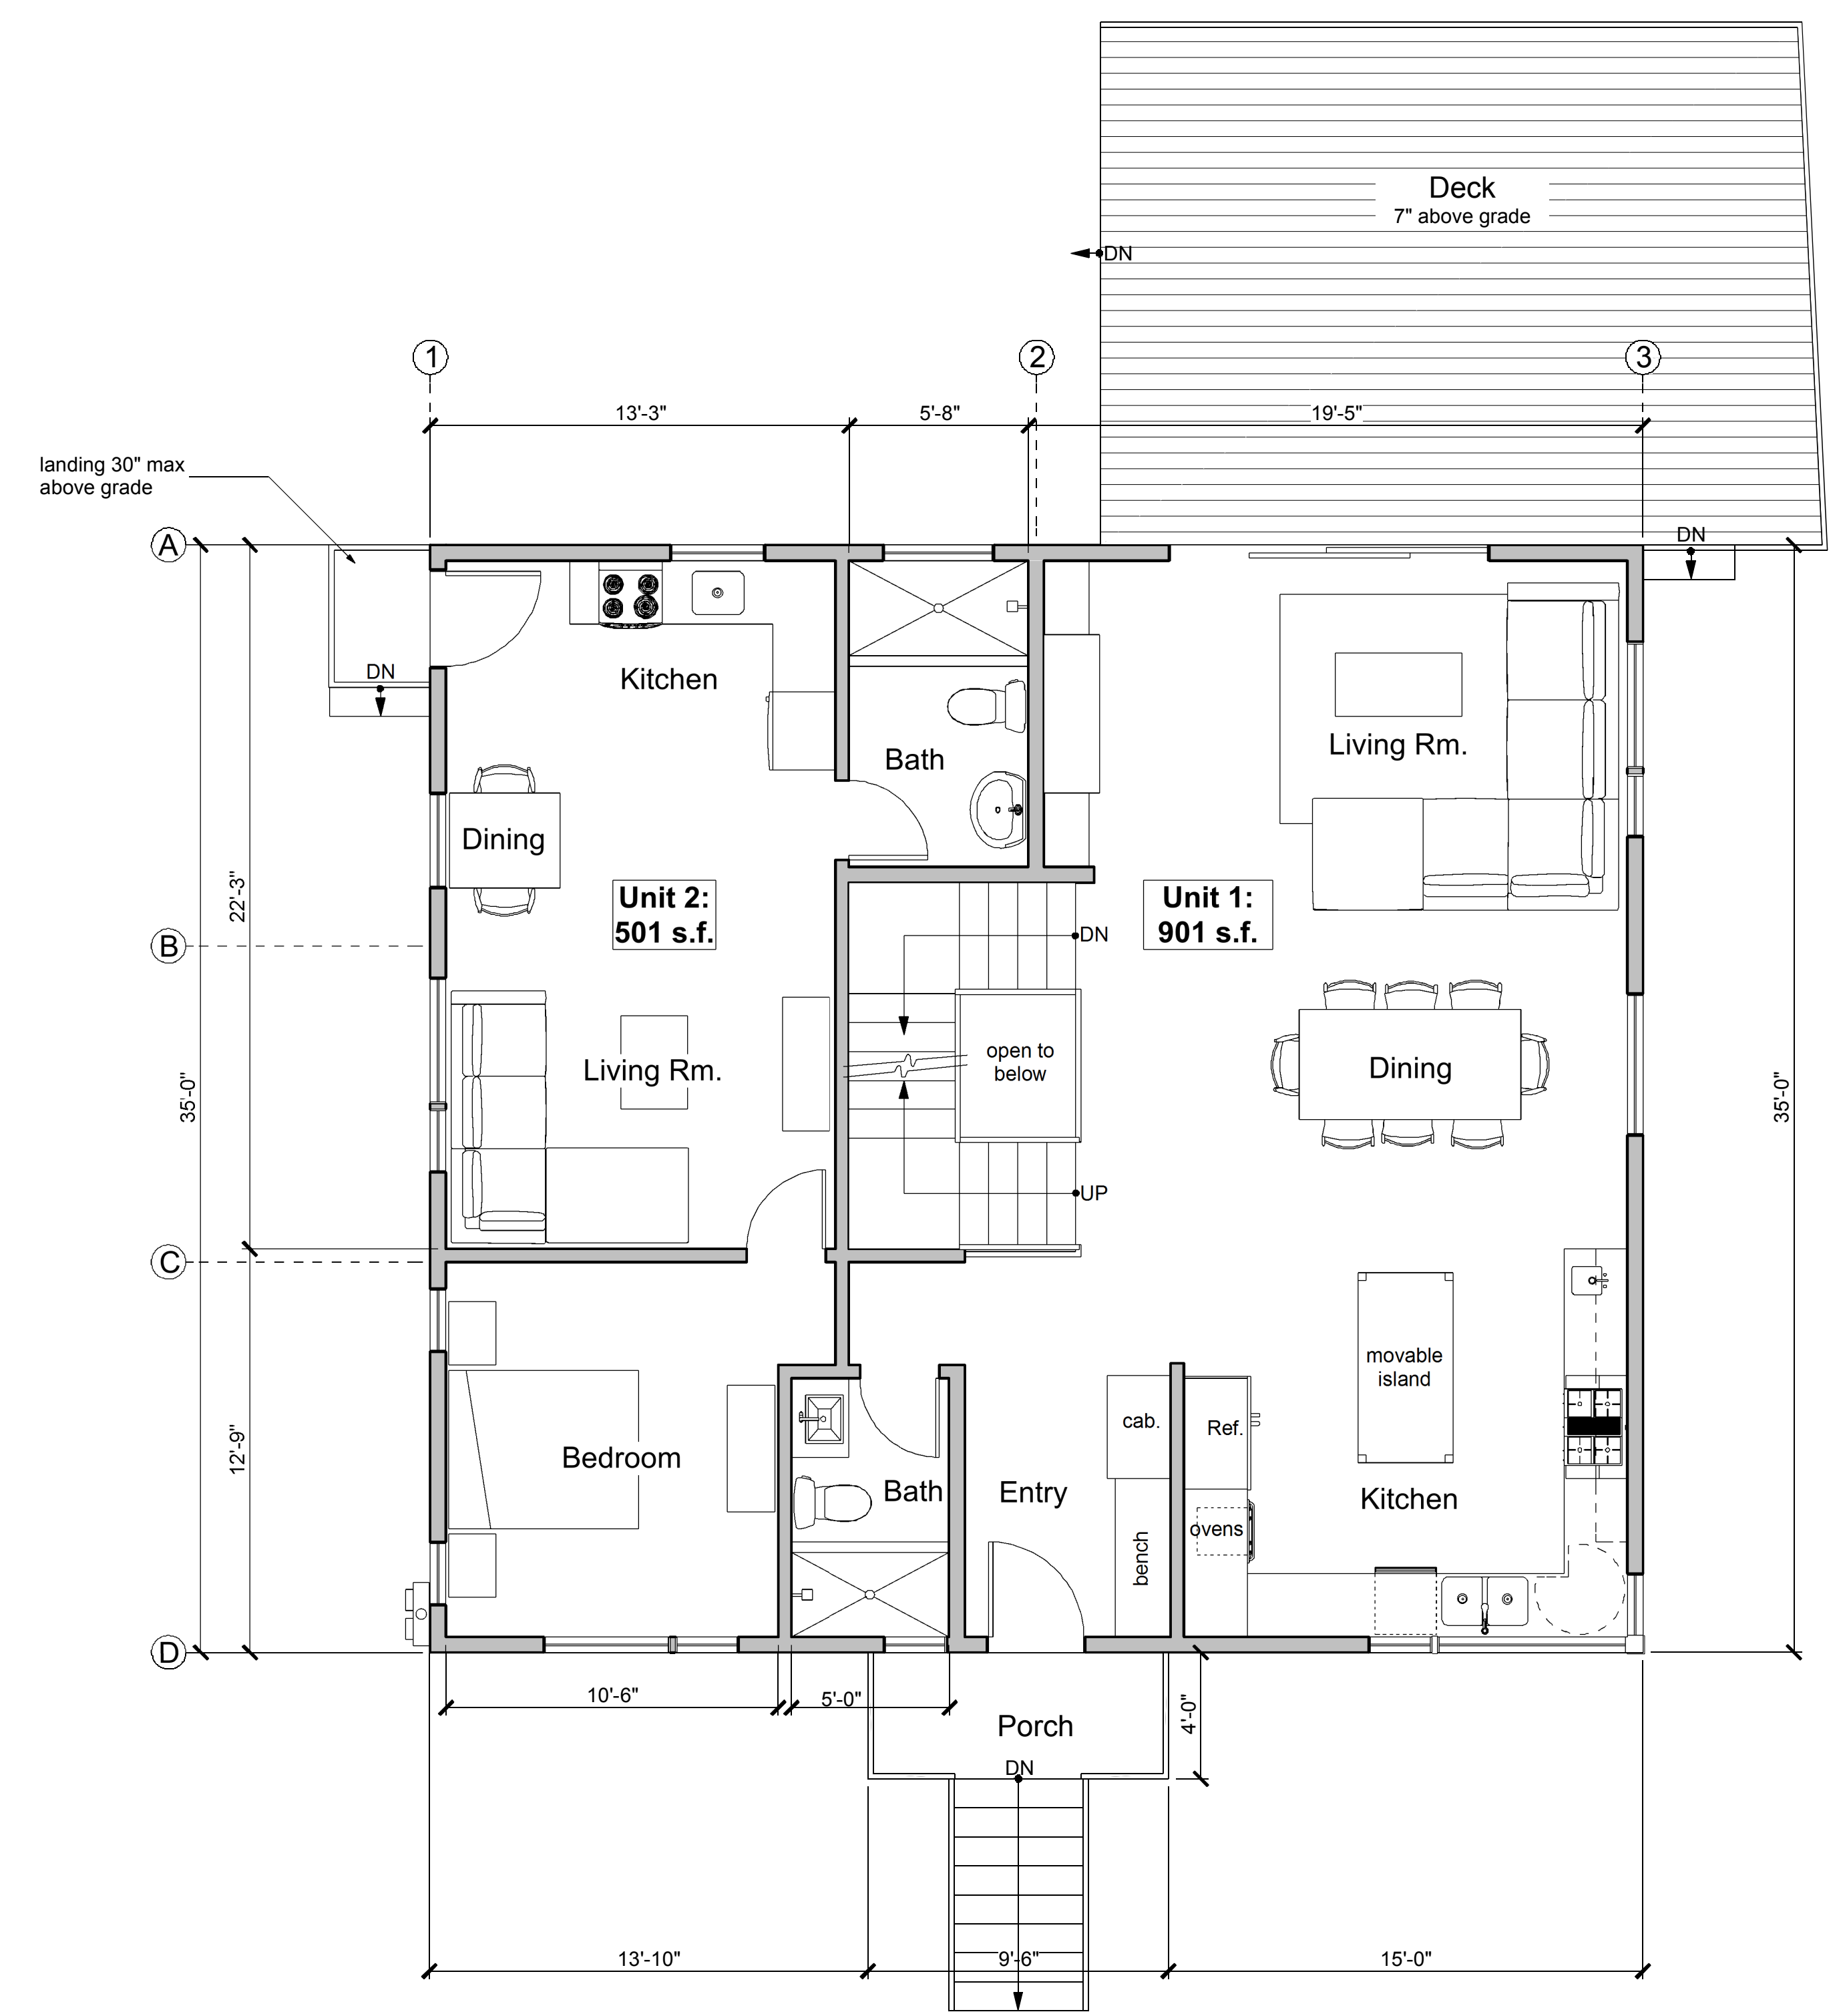 Deck
7" above grade
DN
1
2
3
13'-3"
5'-8"
19'-5"
landing 30" max
above grade
A
DN
DN
Kitchen
Living Rm.
Bath
Dining
22'-3"
Unit 2:
501 s.f.
Unit 1:
901 s.f.
B
DN
open to
below
Living Rm.
Dining
35'-0"
35'-0"
UP
C
movable
island
cab.
Ref.
12'-9"
Bedroom
Bath
Entry
Kitchen
ovens
bench
D
10'-6"
5'-0"
Porch
4'-0"
DN
13'-10"
9'-6"
15'-0"